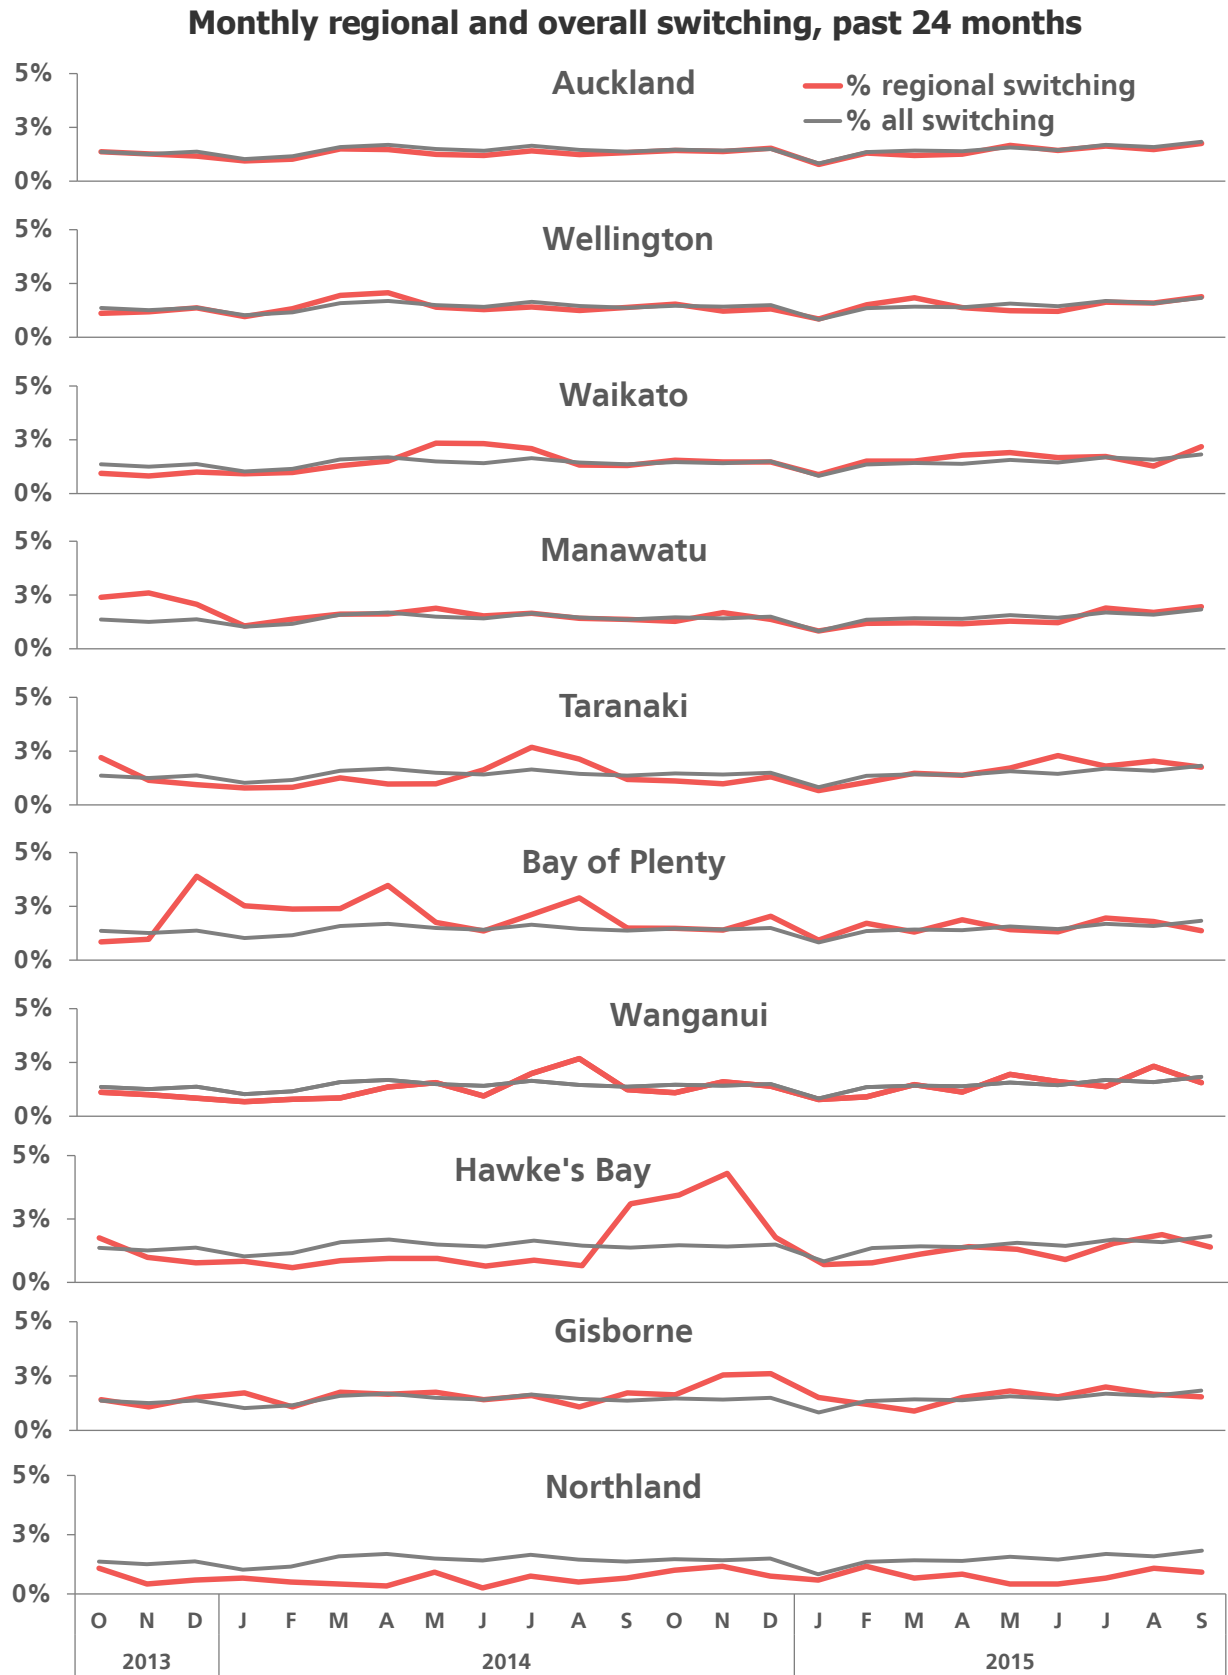 Monthly regional and overall switching, past 24 months
5%
3%
0%
Auckland
% regional switching
% all switching
5%
3%
0%
Wellington
5%
3%
0%
Waikato
5%
3%
0%
Manawatu
5%
3%
0%
Taranaki
5%
3%
0%
Bay of Plenty
5%
3%
0%
Wanganui
5%
3%
0%
Hawke's Bay
5%
3%
0%
Gisborne
5%
3%
0%
Northland
O N D J F M A M J J A S O N D J F M A M J J A S
2013 2014 2015